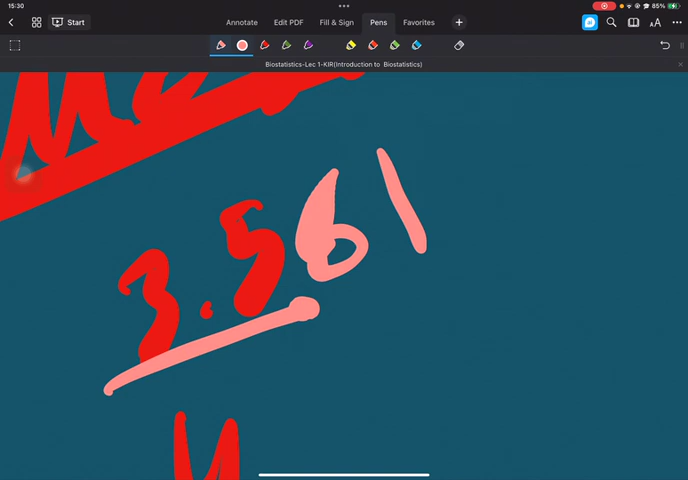 15:30
85%
Start
Annotate Edit PDF Fill & Sign Pens Favorites
AA
Biostatistics-Lec 1-KIR(Introduction to Biostatistics)
3.561